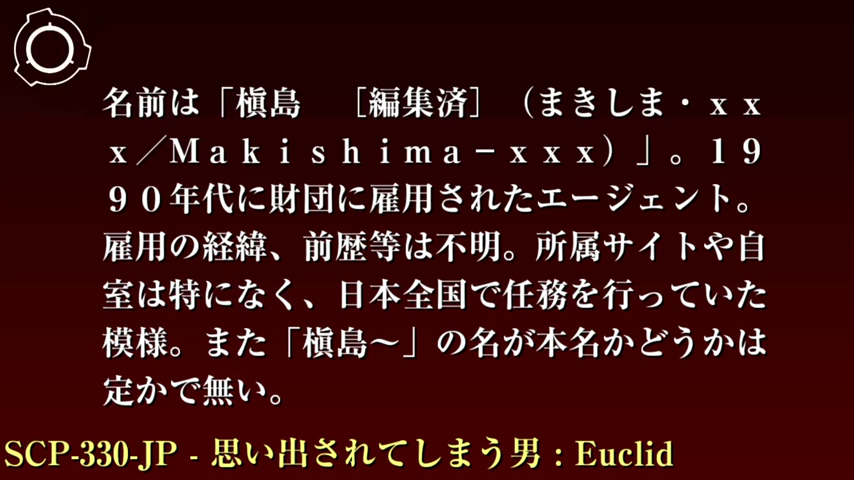 名前は「槇島　［編集済］（まきしま・ｘｘ
ｘ／Ｍａｋｉｓｈｉｍａ－ｘｘｘ）」。１９
９０年代に財団に雇用されたエージェント。
雇用の経緯、前歴等は不明。所属サイトや自
室は特になく、日本全国で任務を行っていた
模様。また「槇島～」の名が本名かどうかは
定かで無い。
SCP-330-JP - 思い出されてしまう男 : Euclid